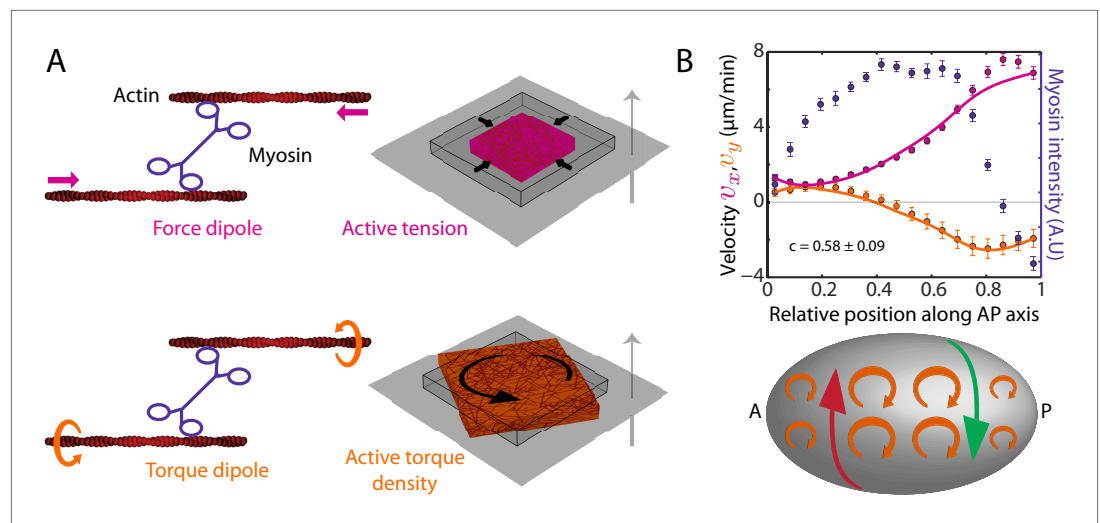 A
Actin
Myosin
Force dipole
Active tension
Torque dipole
Active torque
density
B
8
4
0
−4
Velocity vx,vy (μm/min)
Myosin intensity (A.U)
c = 0.58 ± 0.09
0 0.2 0.4 0.6 0.8 1
Relative position along AP axis
A
P